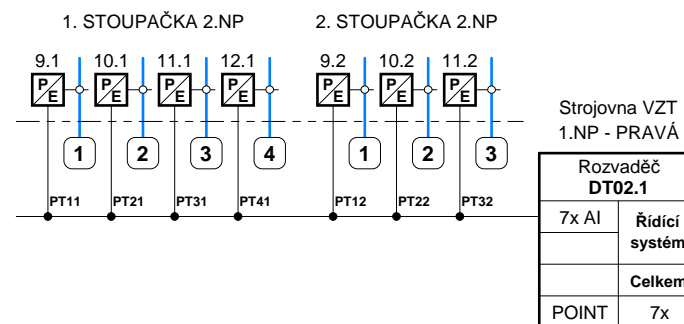 1. STOUPAČKA 2.NP 2. STOUPAČKA 2.NP
9.1 10.1 11.1 12.1 9.2 10.2 11.2
P E P E P E P E P E P E P E
Strojovna VZT
1.NP - PRAVÁ
1 2 3 4 1 2 3
Rozvaděč
DT02.1
PT11 PT21 PT31 PT41 PT12 PT22 PT32
7x AI Řídící
systém
Celkem
POINT 7x